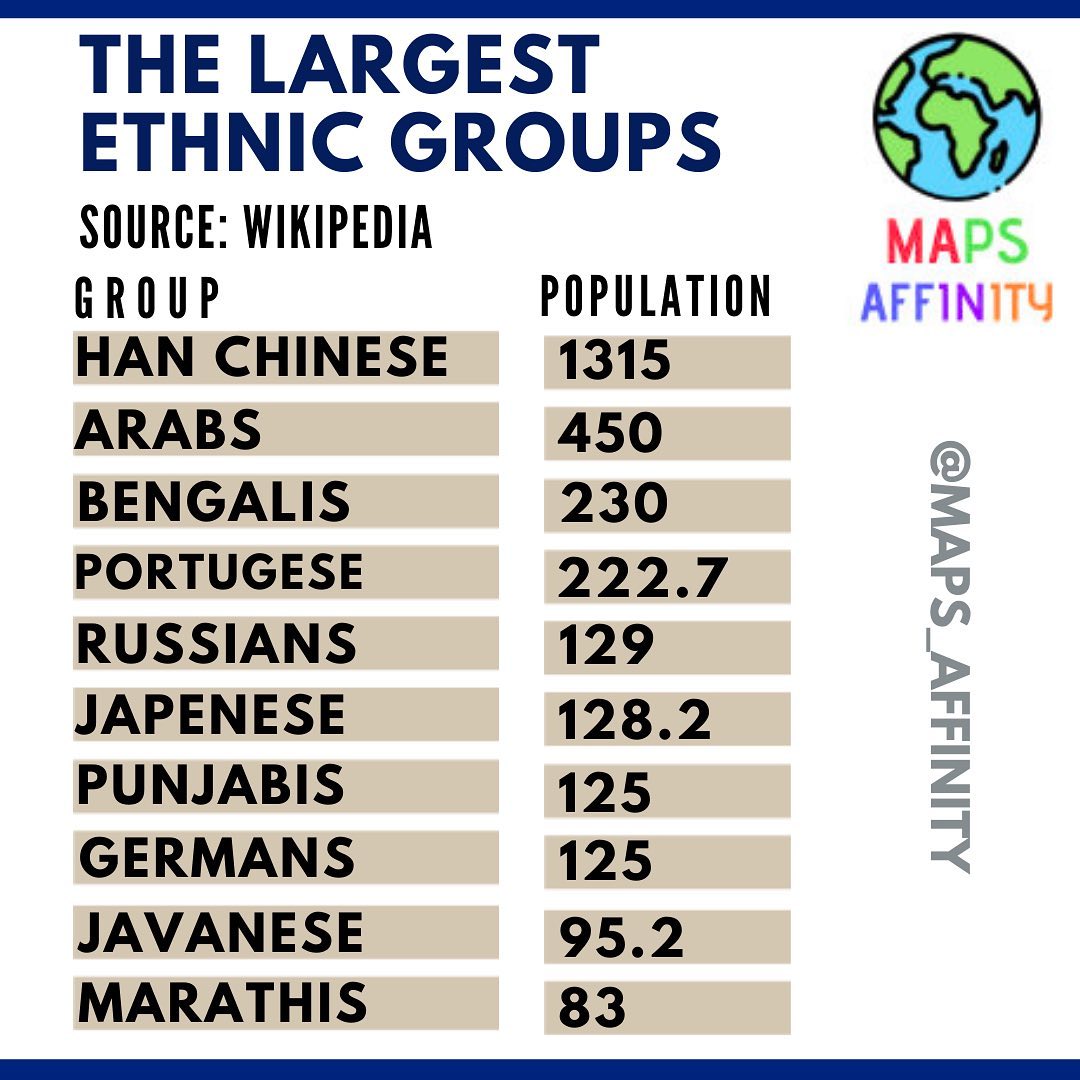 THE LARGEST
ETHNIC GROUPS
SOURCE: WIKIPEDIA
MAPS
AFFINITY
GROUP POPULATION
HAN CHINESE 1315
ARABS 450
BENGALIS 230
PORTUGESE 222.7
RUSSIANS 129
JAPENESE 128.2
PUNJABIS 125
GERMANS 125
JAVANESE 95.2
MARATHIS 83
@MAPS_AFFINITY